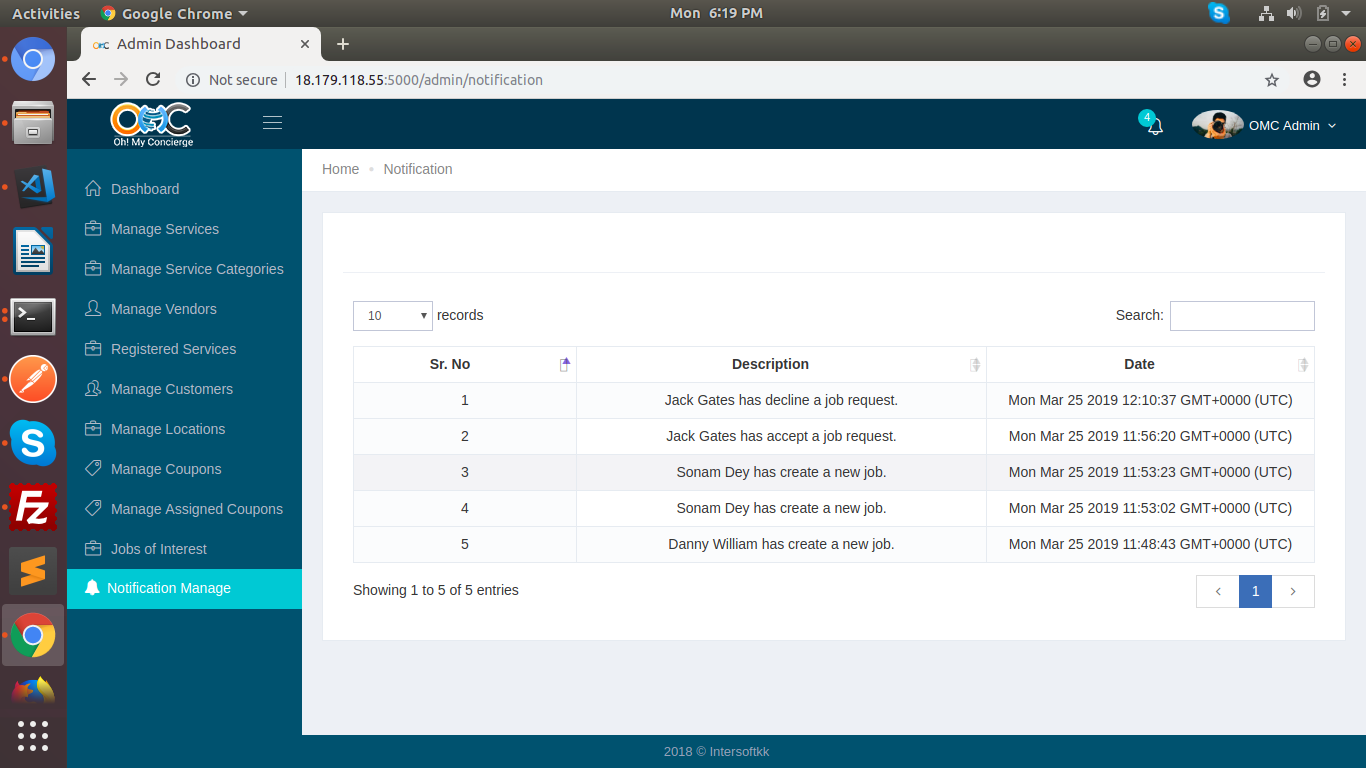 Activities Google Chrome Mon 6:19 PM
Admin Dashboard
Not secure 18.179.118.55:5000/admin/notification
OMC
Oh! My Concierge
4
OMC Admin
Home • Notification
Dashboard
Manage Services
Manage Service Categories
Manage Vendors
Registered Services
Manage Customers
Manage Locations
Manage Coupons
Manage Assigned Coupons
Jobs of Interest
Notification Manage
10 records Search:
Sr. No Description Date
1 Jack Gates has decline a job request. Mon Mar 25 2019 12:10:37 GMT+0000 (UTC)
2 Jack Gates has accept a job request. Mon Mar 25 2019 11:56:20 GMT+0000 (UTC)
3 Sonam Dey has create a new job. Mon Mar 25 2019 11:53:23 GMT+0000 (UTC)
4 Sonam Dey has create a new job. Mon Mar 25 2019 11:53:02 GMT+0000 (UTC)
5 Danny William has create a new job. Mon Mar 25 2019 11:48:43 GMT+0000 (UTC)
Showing 1 to 5 of 5 entries
‹ 1 ›
2018 © Intersoftkk